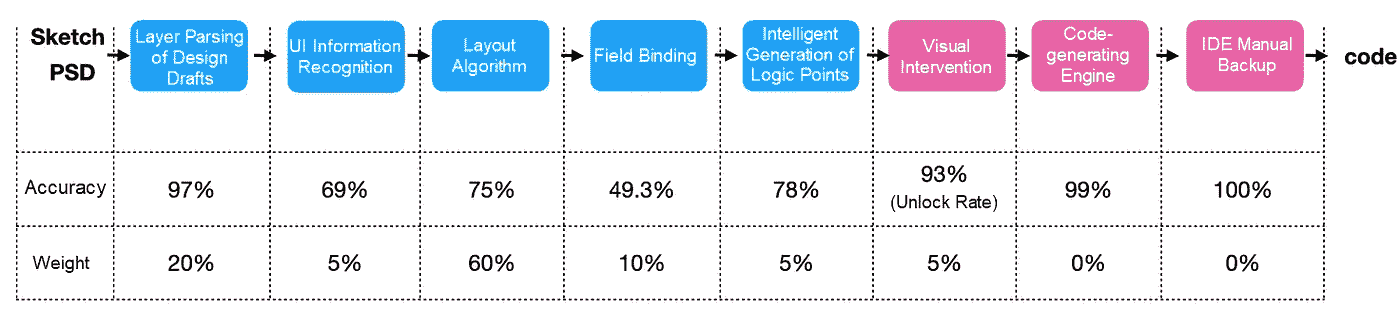 Sketch
PSD
Layer Parsing
of Design
Drafts
UI Information
Recognition
Layout
Algorithm
Field Binding
Intelligent
Generation of
Logic Points
Visual
Intervention
Code-
generating
Engine
IDE Manual
Backup
code
Accuracy
97%
69%
75%
49.3%
78%
93%
(Unlock Rate)
99%
100%
Weight
20%
5%
60%
10%
5%
5%
0%
0%